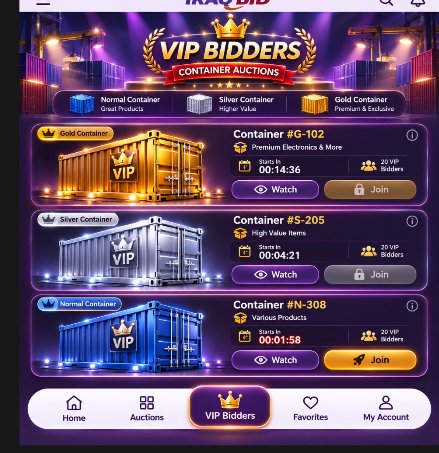 IRAQ BID
VIP BIDDERS
CONTAINER AUCTIONS
Normal Container
Great Products
Silver Container
Higher Value
Gold Container
Premium & Exclusive
Gold Container
VIP
Container #G-102
Premium Electronics & More
Starts In
00:14:36
20 VIP
Bidders
Watch
Join
Silver Container
VIP
Container #S-205
High Value Items
Starts In
00:04:21
20 VIP
Bidders
Watch
Join
Normal Container
VIP
Container #N-308
Various Products
Starts In
00:01:58
20 VIP
Bidders
Watch
Join
Home
Auctions
VIP Bidders
Favorites
My Account